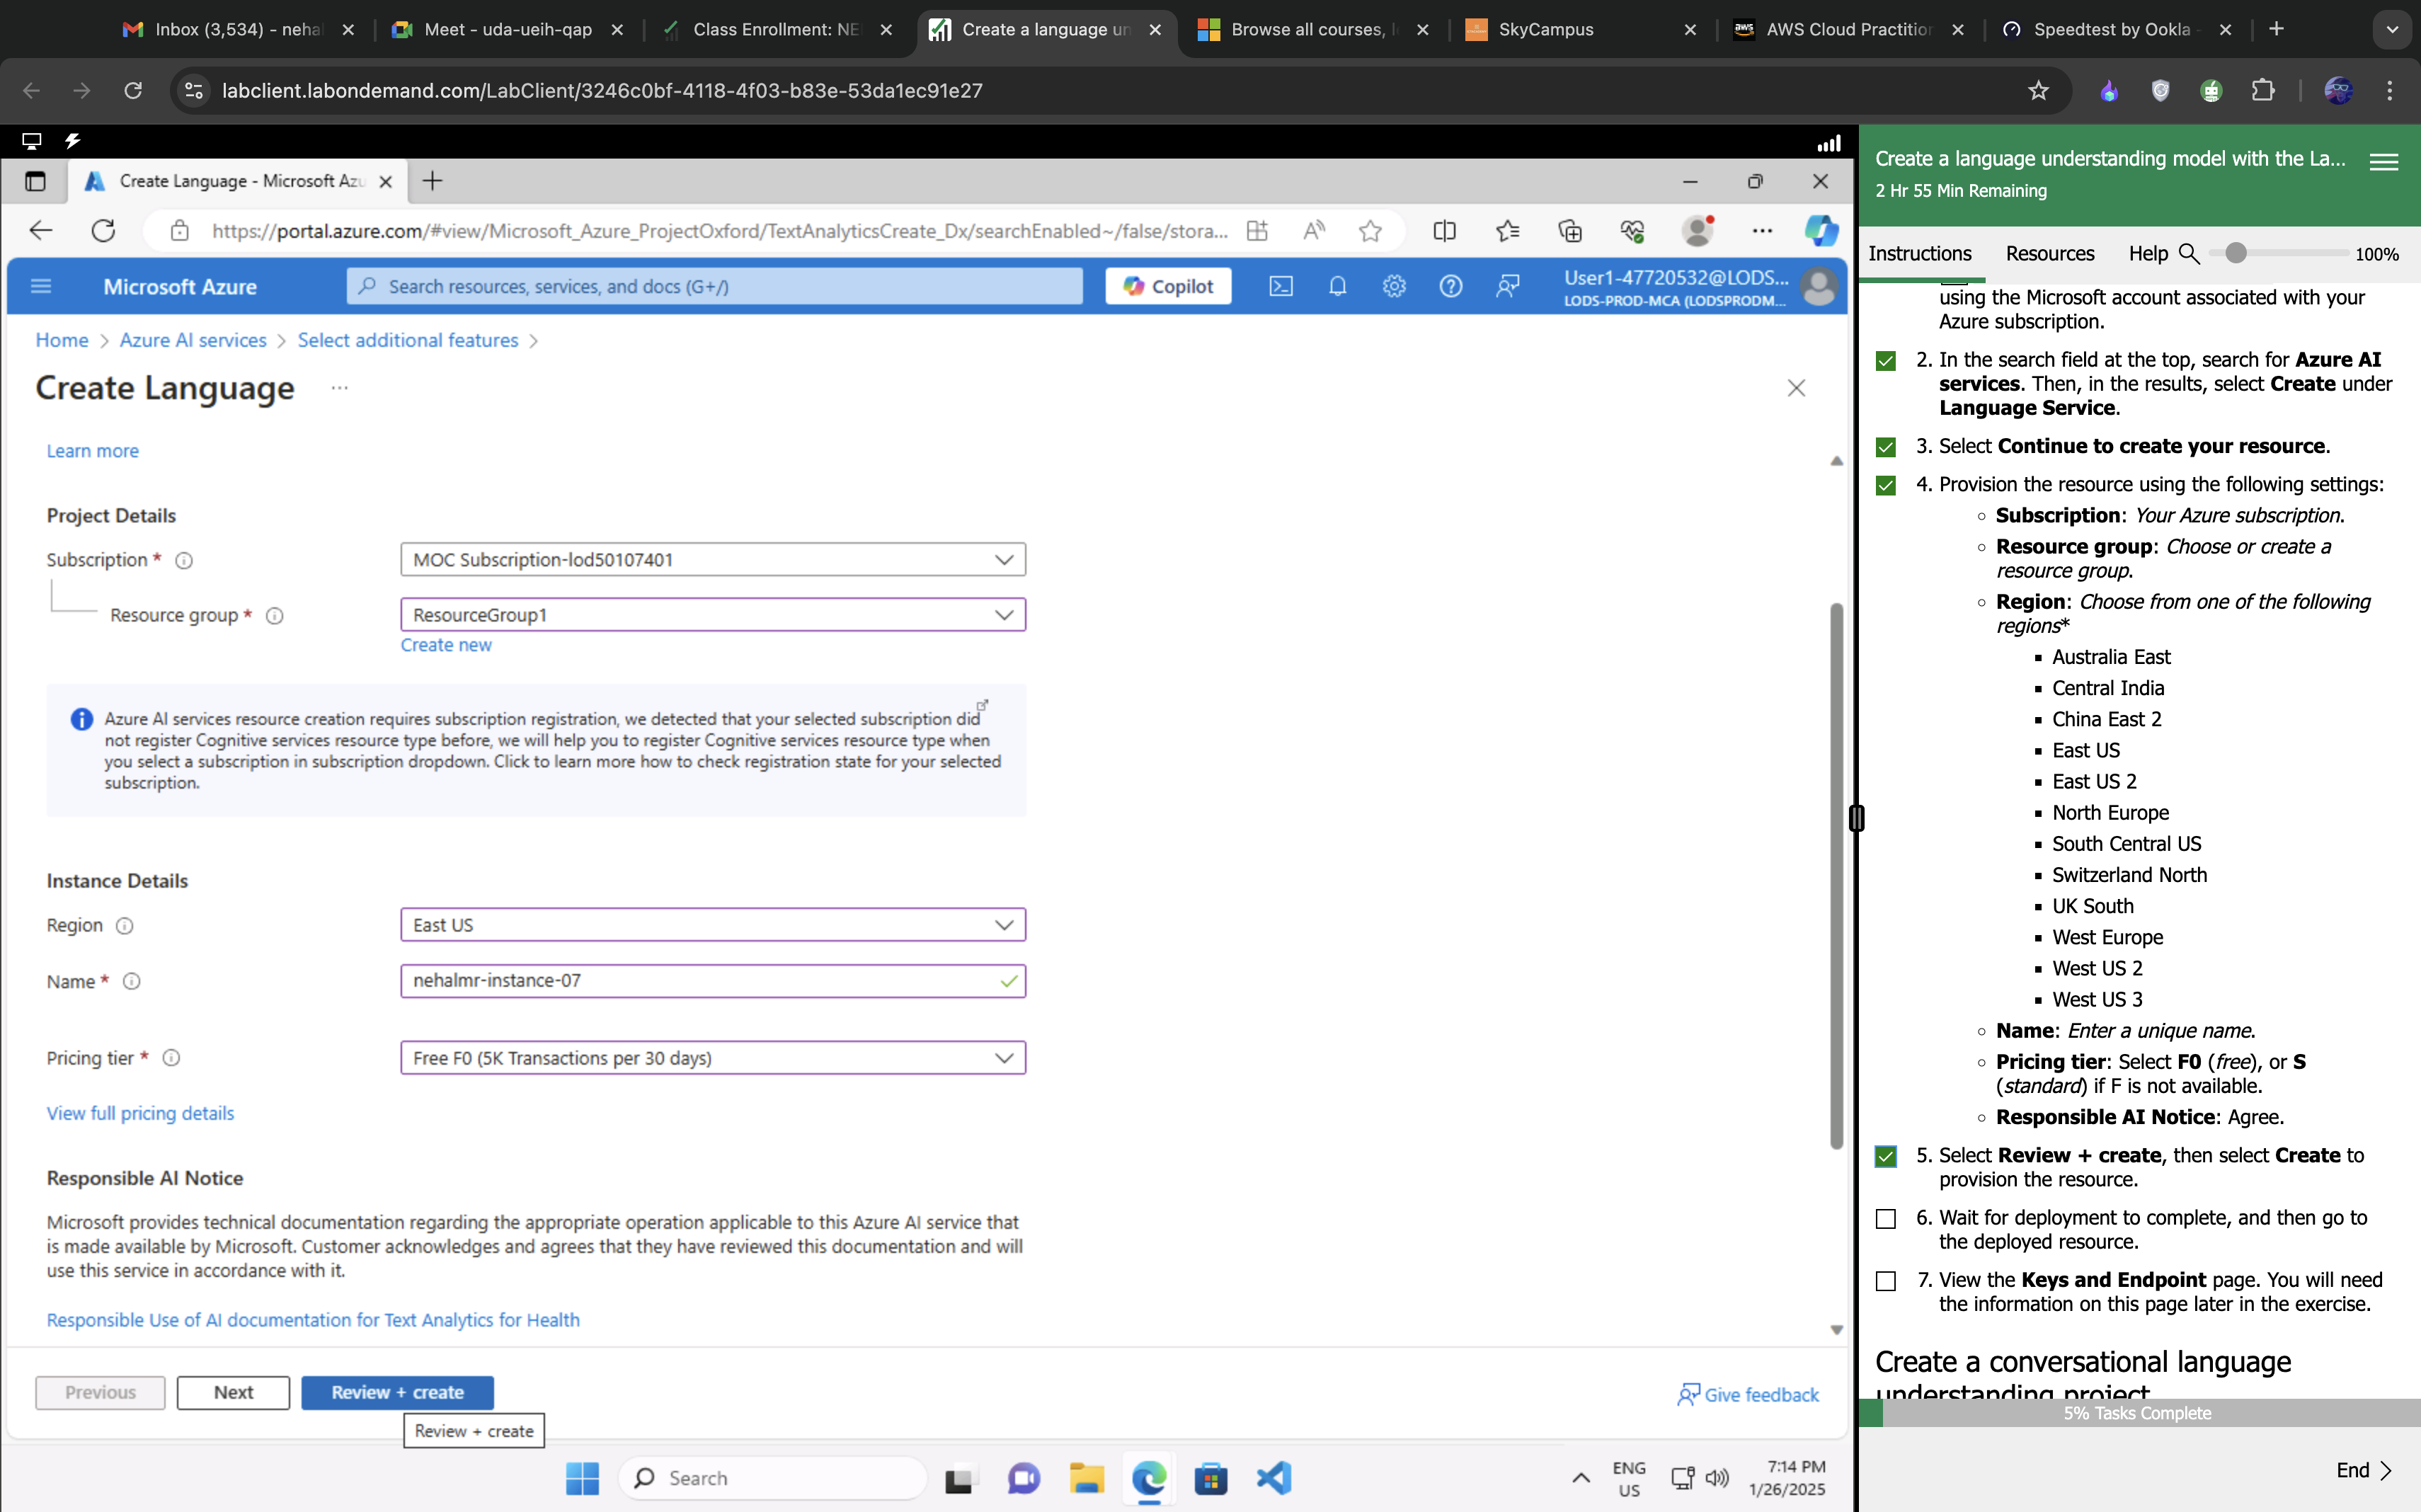 Inbox (3,534) - neha
Meet - uda-ueih-qap
Class Enrollment: NE
Create a language un
Browse all courses, l
SkyCampus
AWS Cloud Practition
Speedtest by Ookla -
labclient.labondemand.com/LabClient/3246c0bf-4118-4f03-b83e-53da1ec91e27
Create Language - Microsoft Azu
https://portal.azure.com/#view/Microsoft_Azure_ProjectOxford/TextAnalyticsCreate_Dx/searchEnabled~/false/stora...
Microsoft Azure
Search resources, services, and docs (G+/)
Copilot
User1-47720532@LODS...
LODS-PROD-MCA (LODSPRODM...
Home > Azure AI services > Select additional features >
Create Language ...
Learn more
Project Details
Subscription *
MOC Subscription-lod50107401
Resource group *
ResourceGroup1
Create new
Azure AI services resource creation requires subscription registration, we detected that your selected subscription did
not register Cognitive services resource type before, we will help you to register Cognitive services resource type when
you select a subscription in subscription dropdown. Click to learn more how to check registration state for your selected
subscription.
Instance Details
Region
East US
Name *
nehalmr-instance-07
Pricing tier *
Free F0 (5K Transactions per 30 days)
View full pricing details
Responsible AI Notice
Microsoft provides technical documentation regarding the appropriate operation applicable to this Azure AI service that
is made available by Microsoft. Customer acknowledges and agrees that they have reviewed this documentation and will
use this service in accordance with it.
Responsible Use of AI documentation for Text Analytics for Health
Previous
Next
Review + create
Give feedback
Review + create
Search
ENG
US
7:14 PM
1/26/2025
Create a language understanding model with the La...
2 Hr 55 Min Remaining
Instructions
Resources
Help
100%
using the Microsoft account associated with your
Azure subscription.
2. In the search field at the top, search for Azure AI
services. Then, in the results, select Create under
Language Service.
3. Select Continue to create your resource.
4. Provision the resource using the following settings:
Subscription: Your Azure subscription.
Resource group: Choose or create a
resource group.
Region: Choose from one of the following
regions*
Australia East
Central India
China East 2
East US
East US 2
North Europe
South Central US
Switzerland North
UK South
West Europe
West US 2
West US 3
Name: Enter a unique name.
Pricing tier: Select F0 (free), or S
(standard) if F is not available.
Responsible AI Notice: Agree.
5. Select Review + create, then select Create to
provision the resource.
6. Wait for deployment to complete, and then go to
the deployed resource.
7. View the Keys and Endpoint page. You will need
the information on this page later in the exercise.
Create a conversational language
understanding project
5% Tasks Complete
End